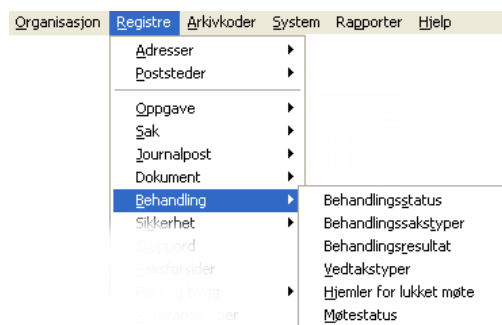 Organisasjon Registre Arkivkoder System Rapporter Hjelp
Adresser
Poststeder
Oppgave
Sak
Journalpost
Dokument
Behandling
Sikkerhet
Behandlingsstatus
Behandlingssakstyper
Behandlingsresultat
Vedtakstyper
Hjemler for lukket møte
Møtestatus